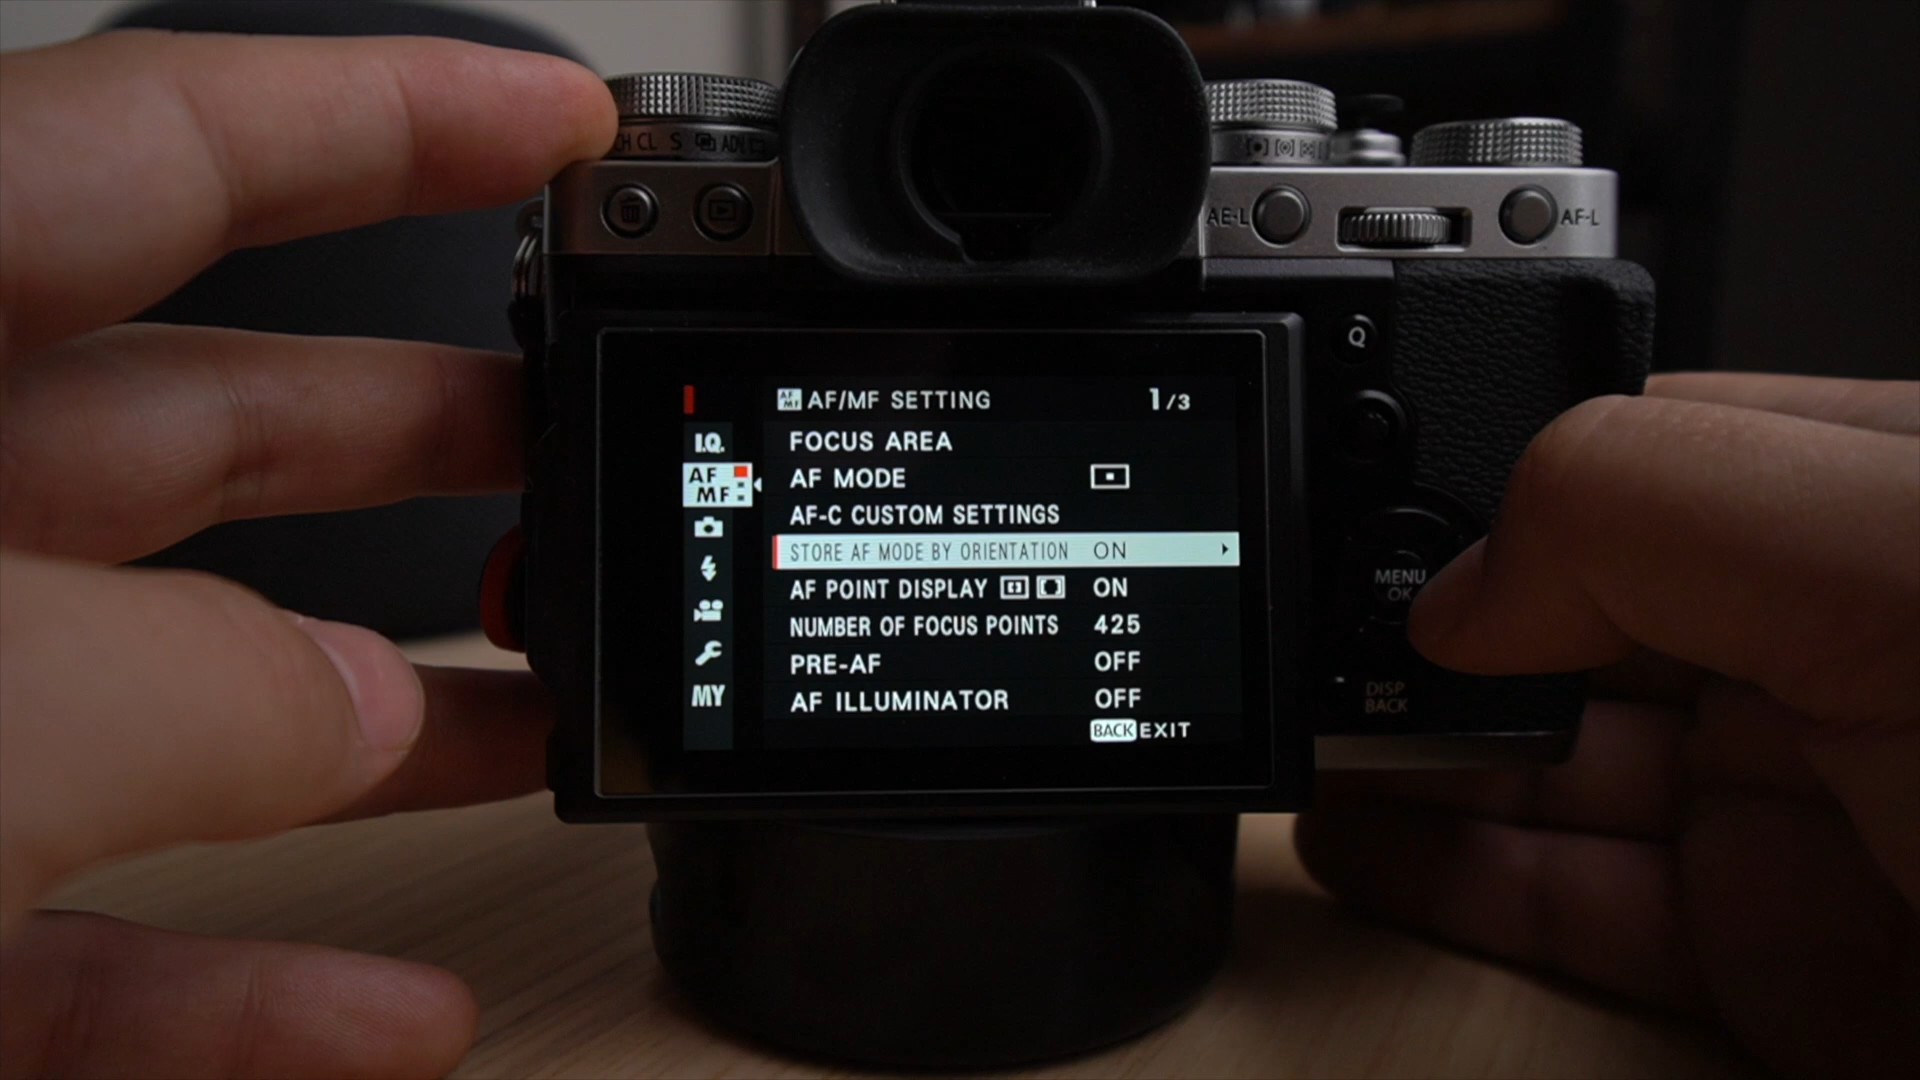 CH CL S ADV.
AE-L
AF-L
Q
AF MF AF/MF SETTING 1/3
I.Q.
FOCUS AREA
AF MF
AF MODE
AF-C CUSTOM SETTINGS
STORE AF MODE BY ORIENTATION ON
AF POINT DISPLAY ON
NUMBER OF FOCUS POINTS 425
PRE-AF OFF
MY
AF ILLUMINATOR OFF
BACK EXIT
MENU
OK
DISP
BACK